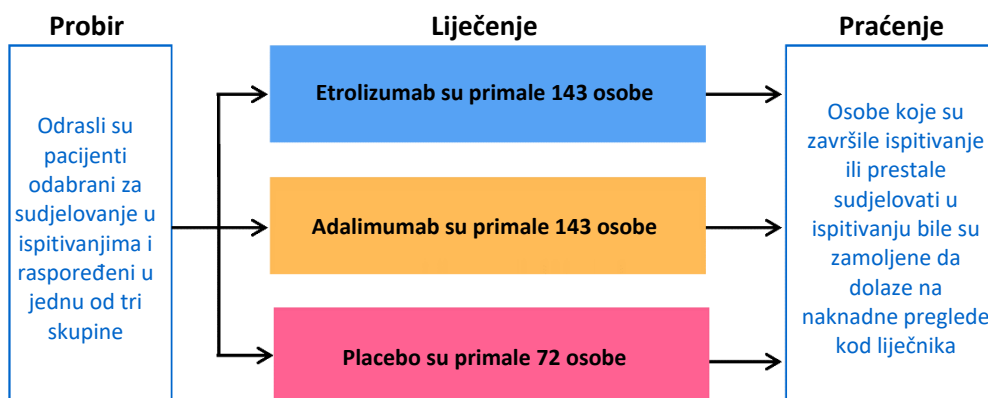 Probir
Liječenje
Praćenje
Odrasli su
pacijenti
odabrani za
sudjelovanje u
ispitivanjima i
raspoređeni u
jednu od tri
skupine
Etrolizumab su primale 143 osobe
Adalimumab su primale 143 osobe
Placebo su primale 72 osobe
Osobe koje su
završile ispitivanje
ili prestale
sudjelovati u
ispitivanju bile su
zamoljene da
dolaze na
naknadne preglede
kod liječnika